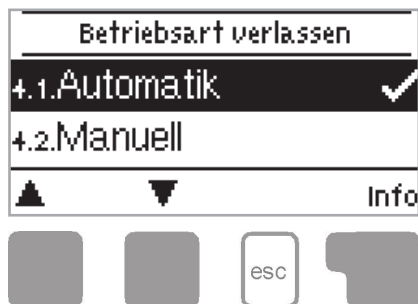 Betriebsart verlassen
4.1.Automatik
4.2.Manuell
Info
esc